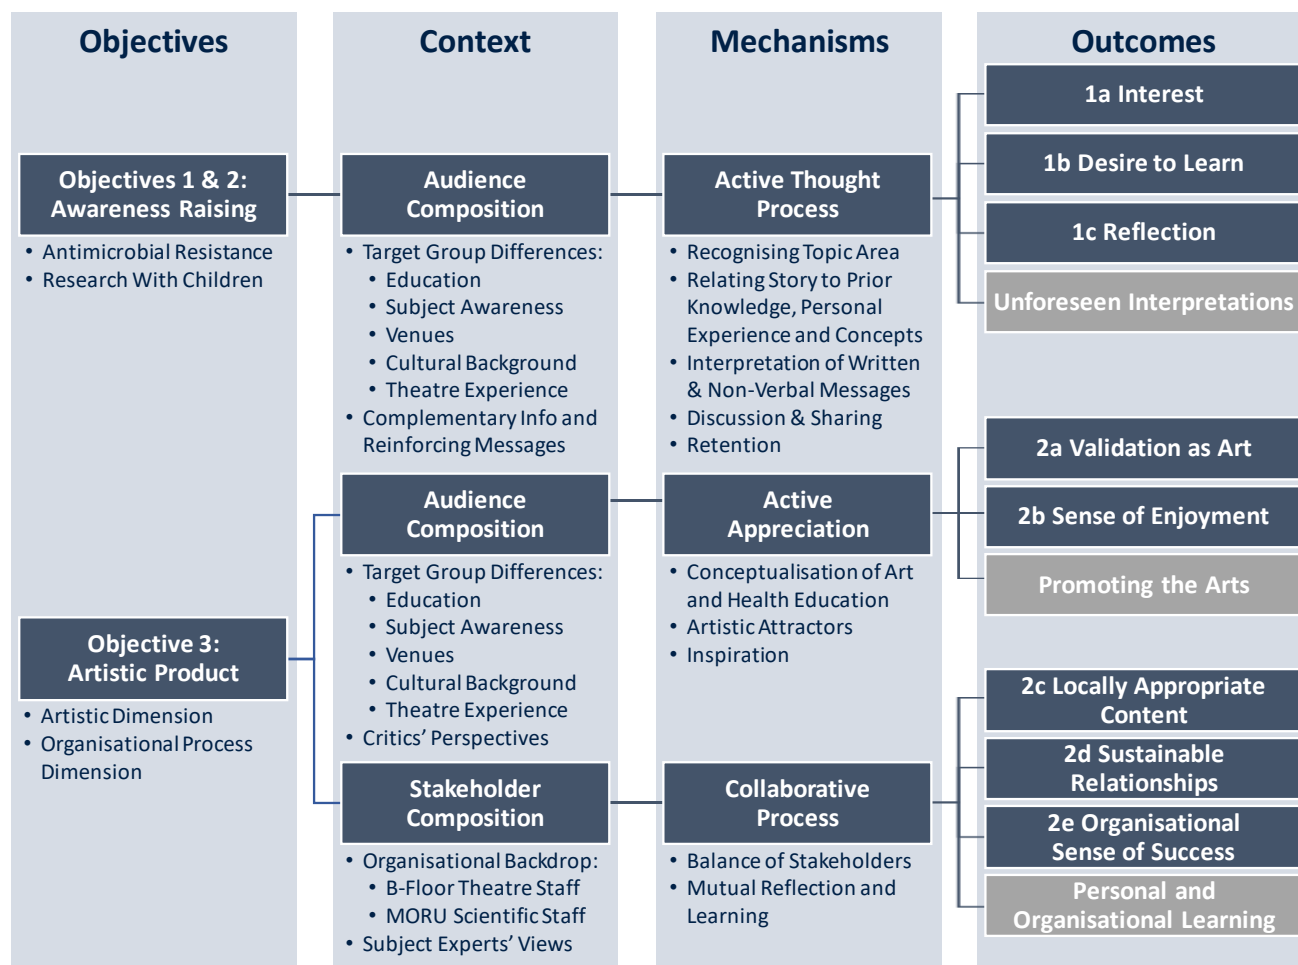 Objectives
Objectives 1 & 2:
Awareness Raising
• Antimicrobial Resistance
• Research With Children
Objective 3:
Artistic Product
• Artistic Dimension
• Organisational Process
Dimension
Context
Audience
Composition
• Target Group Differences:
• Education
• Subject Awareness
• Venues
• Cultural Background
• Theatre Experience
• Complementary Info and
Reinforcing Messages
Audience
Composition
• Target Group Differences:
• Education
• Subject Awareness
• Venues
• Cultural Background
• Theatre Experience
• Critics' Perspectives
Stakeholder
Composition
• Organisational Backdrop:
• B-Floor Theatre Staff
• MORU Scientific Staff
• Subject Experts' Views
Mechanisms
Active Thought
Process
• Recognising Topic Area
• Relating Story to Prior
Knowledge, Personal
Experience and Concepts
• Interpretation of Written
& Non-Verbal Messages
• Discussion & Sharing
• Retention
Active
Appreciation
• Conceptualisation of Art
and Health Education
• Artistic Attractors
• Inspiration
Collaborative
Process
• Balance of Stakeholders
• Mutual Reflection and
Learning
Outcomes
1a Interest
1b Desire to Learn
1c Reflection
Unforeseen Interpretations
2a Validation as Art
2b Sense of Enjoyment
Promoting the Arts
2c Locally Appropriate
Content
2d Sustainable
Relationships
2e Organisational
Sense of Success
Personal and
Organisational Learning